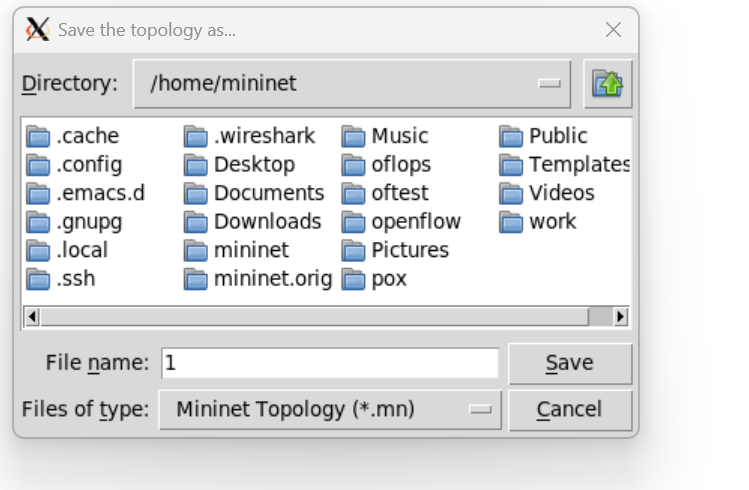 Save the topology as...
Directory: /home/mininet
.cache .wireshark Music Public
.config Desktop oflops Templates
.emacs.d Documents oftest Videos
.gnupg Downloads openflow work
.local mininet Pictures
.ssh mininet.orig pox
File name: 1 Save
Files of type: Mininet Topology (*.mn) Cancel